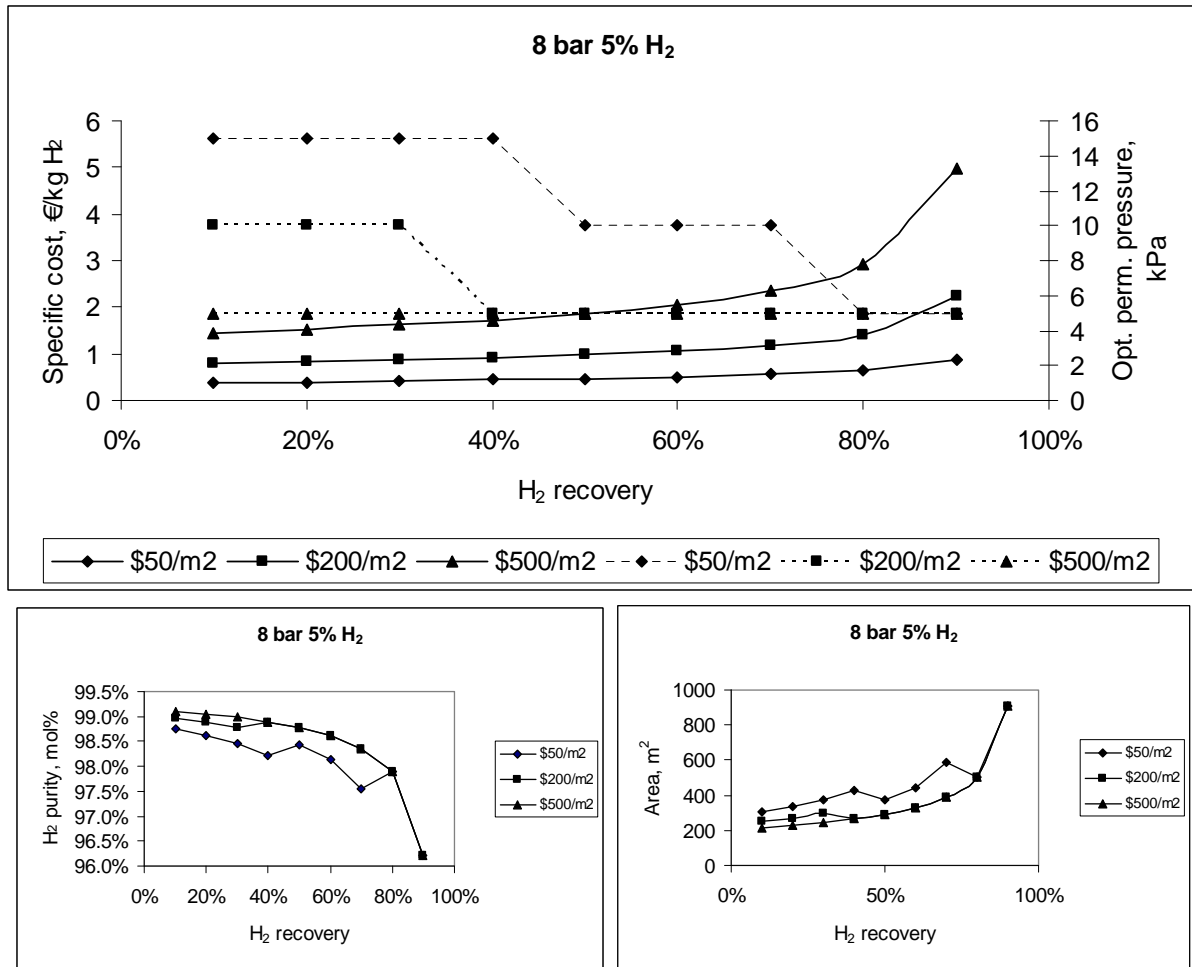 8 bar 5% H₂
Specific cost, €/kg H₂
6
5
4
3
2
1
0
16
14
12
10
8
6
4
2
0
Opt. perm. pressure,
kPa
0% 20% 40% 60% 80% 100%
H₂ recovery
$50/m2 $200/m2 $500/m2 $50/m2 $200/m2 $500/m2
8 bar 5% H₂
H₂ purity, mol%
99.5%
99.0%
98.5%
98.0%
97.5%
97.0%
96.5%
96.0%
0% 20% 40% 60% 80% 100%
H₂ recovery
$50/m2
$200/m2
$500/m2
8 bar 5% H₂
Area, m²
1000
800
600
400
200
0
0% 50% 100%
H₂ recovery
$50/m2
$200/m2
$500/m2